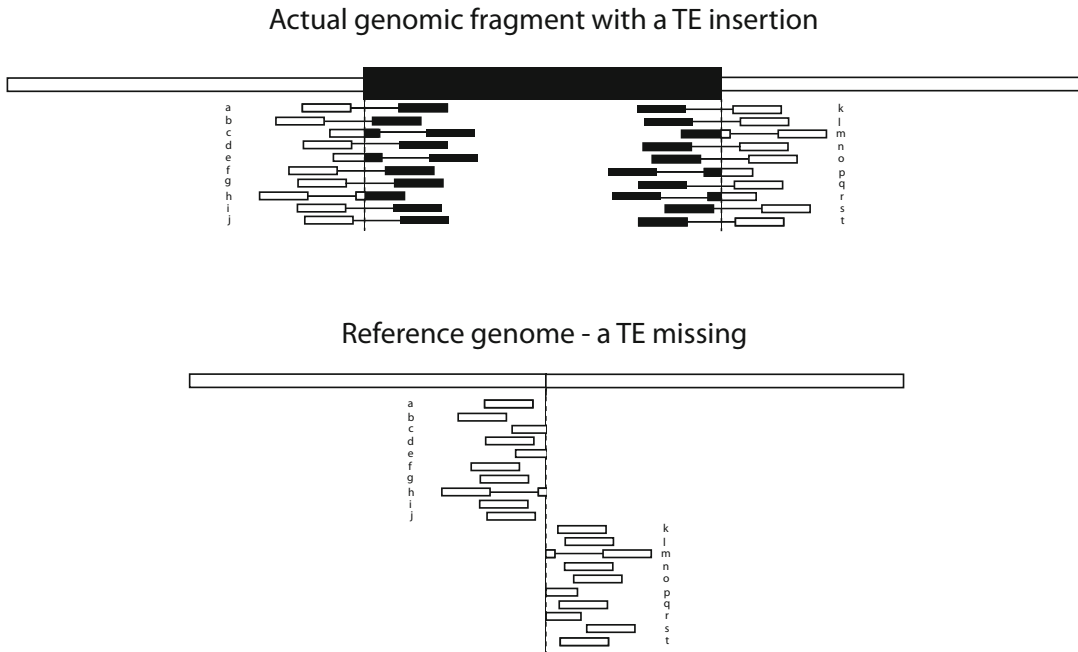 Actual genomic fragment with a TE insertion
a
b
c
d
e
f
g
h
i
j
k
l
m
n
o
p
q
r
s
t
Reference genome - a TE missing
a
b
c
d
e
f
g
h
i
j
k
l
m
n
o
p
q
r
s
t